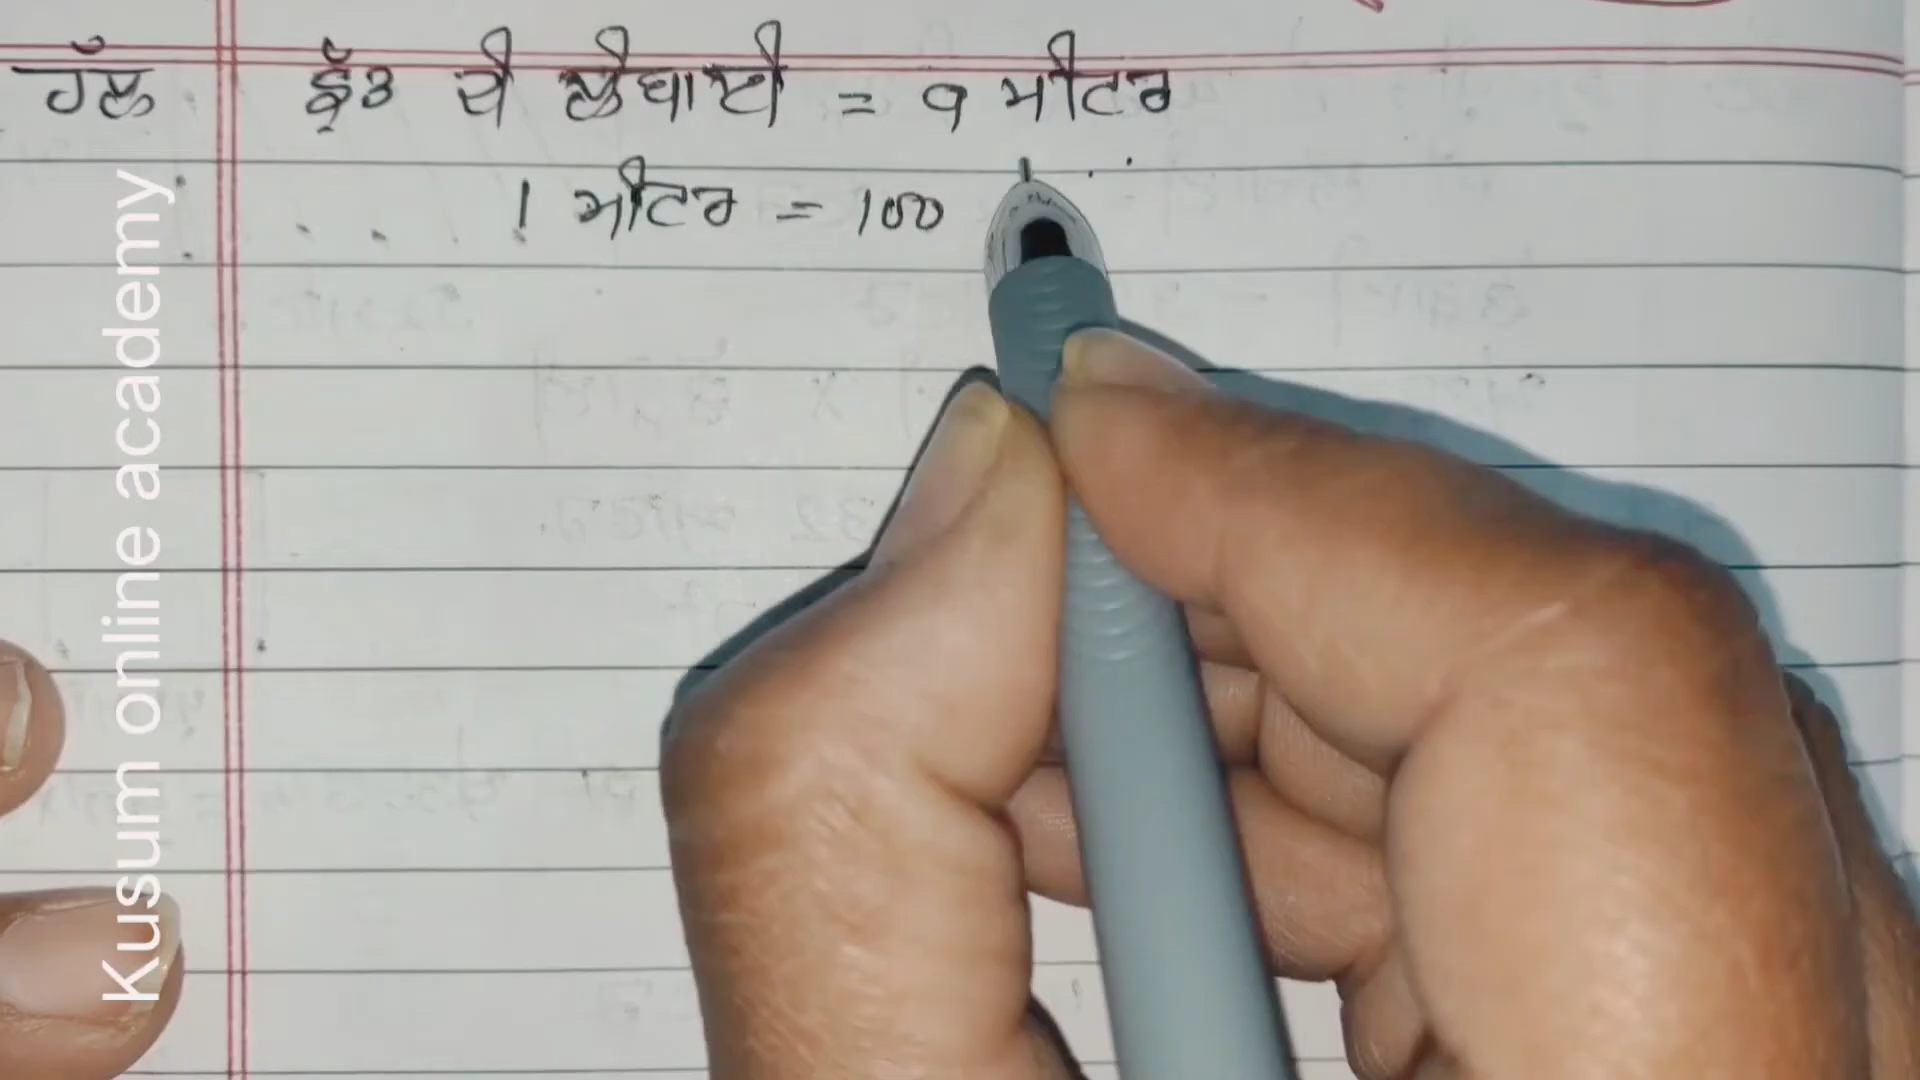 ਹੱਲ ਛੱਤ ਦੀ ਲੰਬਾਈ = 9 ਮੀਟਰ
1 ਮੀਟਰ = 100
Kusum online academy